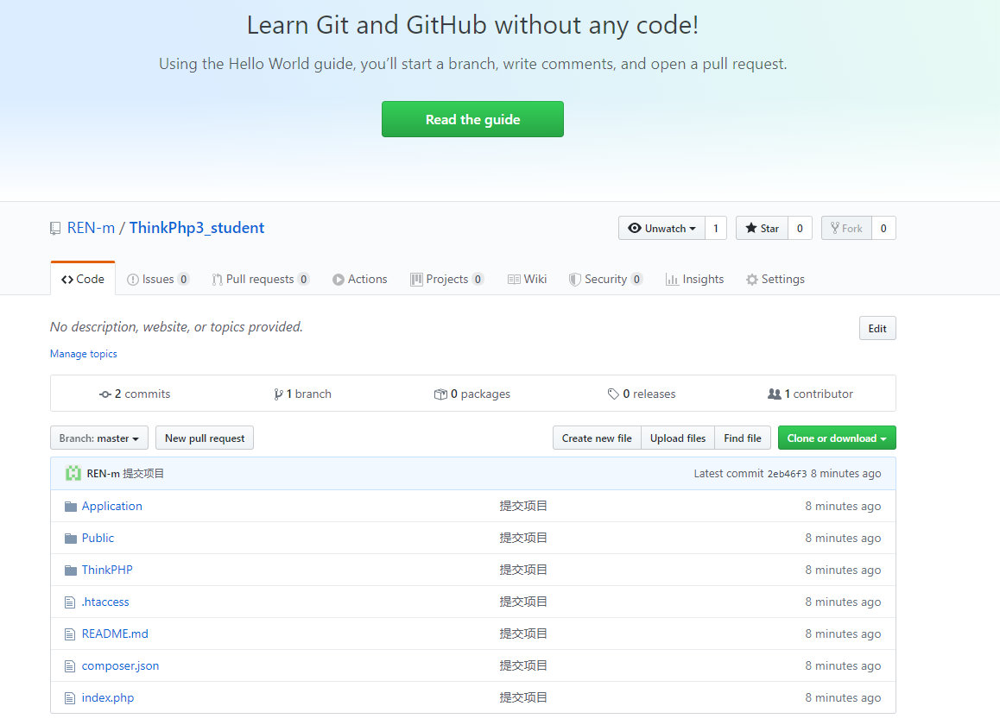 Learn Git and GitHub without any code!
Using the Hello World guide, you’ll start a branch, write comments, and open a pull request.
Read the guide
REN-m / ThinkPhp3_student Unwatch 1 Star 0 Fork 0
Code Issues 0 Pull requests 0 Actions Projects 0 Wiki Security 0 Insights Settings
No description, website, or topics provided. Edit
Manage topics
2 commits 1 branch 0 packages 0 releases 1 contributor
Branch: master New pull request Create new file Upload files Find file Clone or download
REN-m 提交项目 Latest commit 2eb46f3 8 minutes ago
Application 提交项目 8 minutes ago
Public 提交项目 8 minutes ago
ThinkPHP 提交项目 8 minutes ago
.htaccess 提交项目 8 minutes ago
README.md 提交项目 8 minutes ago
composer.json 提交项目 8 minutes ago
index.php 提交项目 8 minutes ago